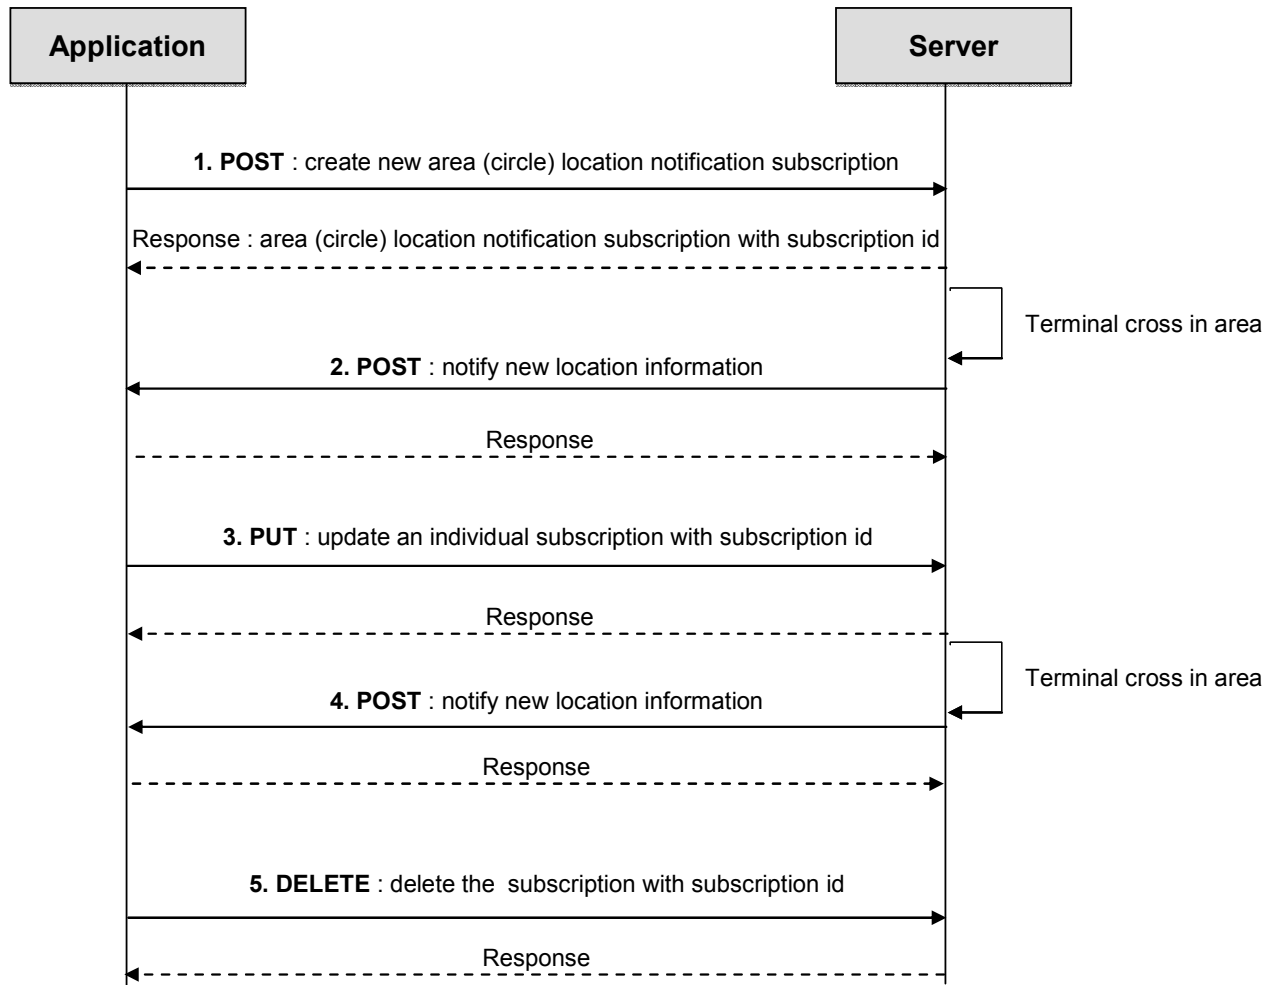 Application
Server
1. POST : create new area (circle) location notification subscription
Response : area (circle) location notification subscription with subscription id
Terminal cross in area
2. POST : notify new location information
Response
3. PUT : update an individual subscription with subscription id
Response
Terminal cross in area
4. POST : notify new location information
Response
5. DELETE : delete the  subscription with subscription id
Response